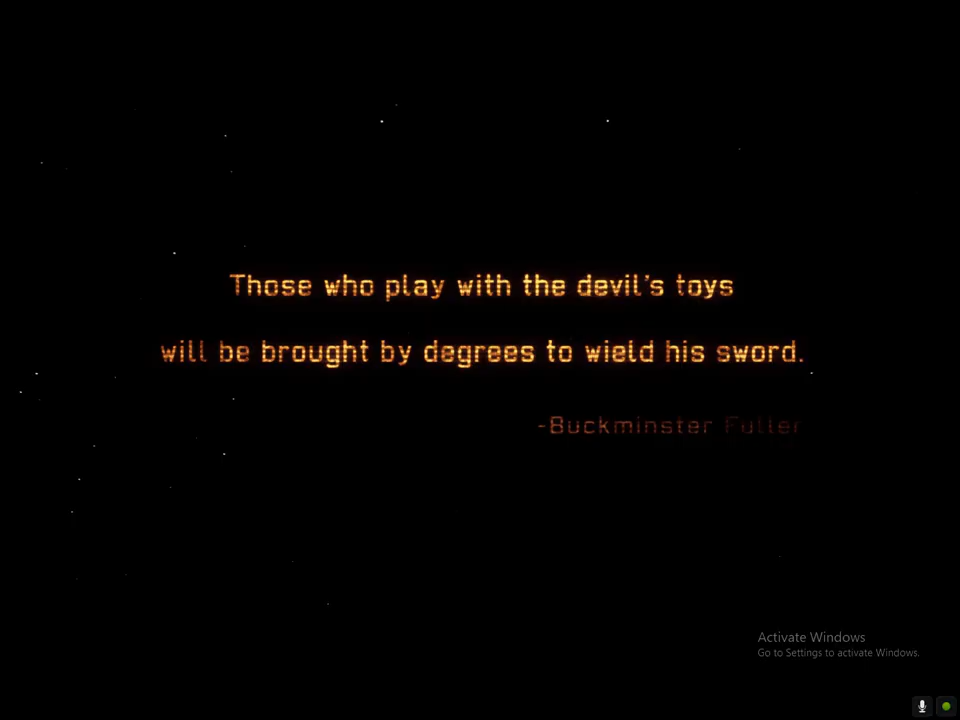 Those who play with the devil's toys
will be brought by degrees to wield his sword.
-Buckminster Fuller
Activate Windows
Go to Settings to activate Windows.